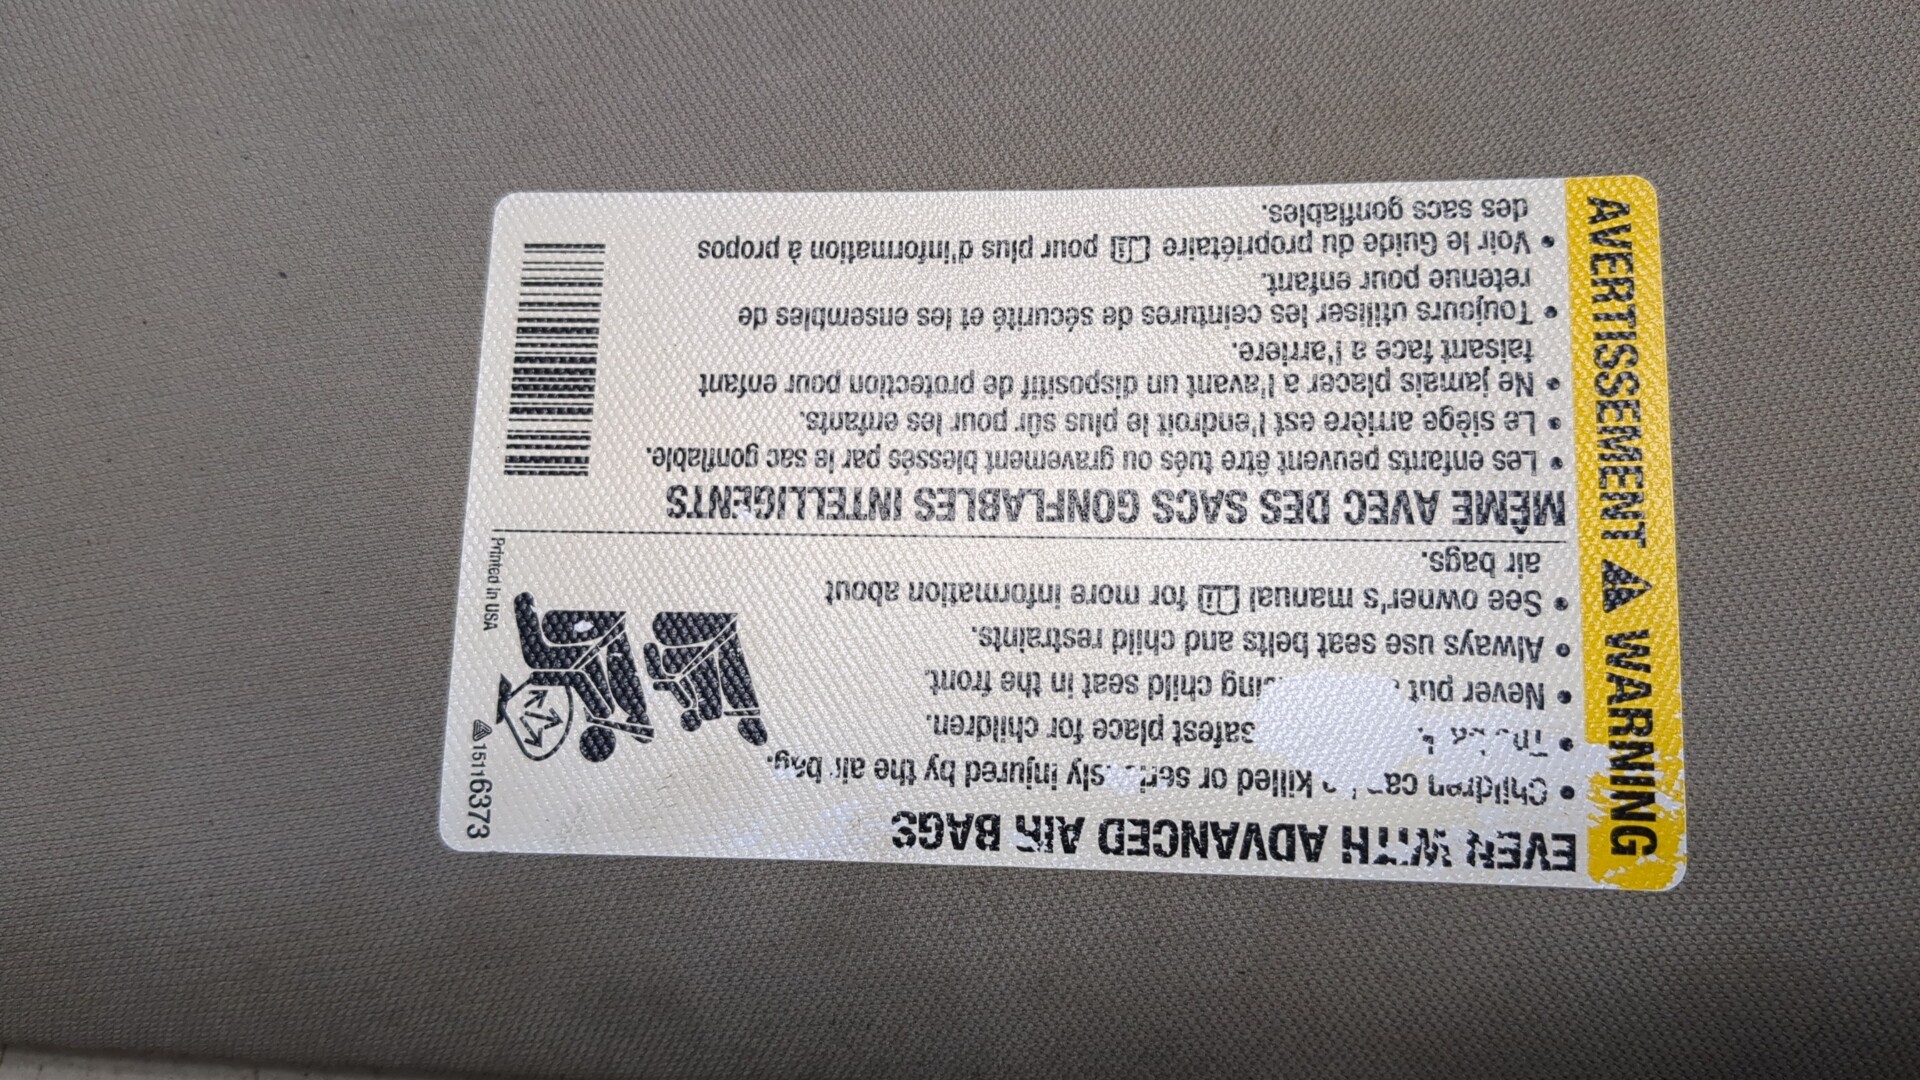 WARNING AVERTISSEMENT
EVEN WITH ADVANCED AIR BAGS
• Children killed or by the air bag.
• safest place for children.
• Never put child seat in the front.
• Always use seat belts and child restraints.
• See owner's manual for more information about
air bags.
MÊME AVEC DES SACS GONFLABLES INTELLIGENTS
• Les enfants peuvent être tués ou gravement blessés par le sac gonflable.
• Le siège arrière est l'endroit le plus sûr pour les enfants.
• Ne jamais placer a l'avant un dispositif de protection pour enfant
faisant face a l'arriere.
• Toujours utiliser les ceintures de sécurité et les ensembles de
retenue pour enfant.
• Voir le Guide du propriétaire pour plus d'information à propos
des sacs gonflables.
15116373
Printed in USA